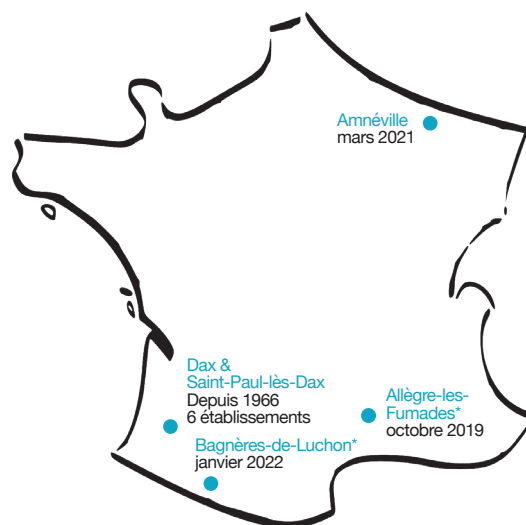 Amnéville
mars 2021
Dax &
Saint-Paul-lès-Dax
Depuis 1966
6 établissements
Allègre-les-
Fumades*
octobre 2019
Bagnères-de-Luchon*
janvier 2022